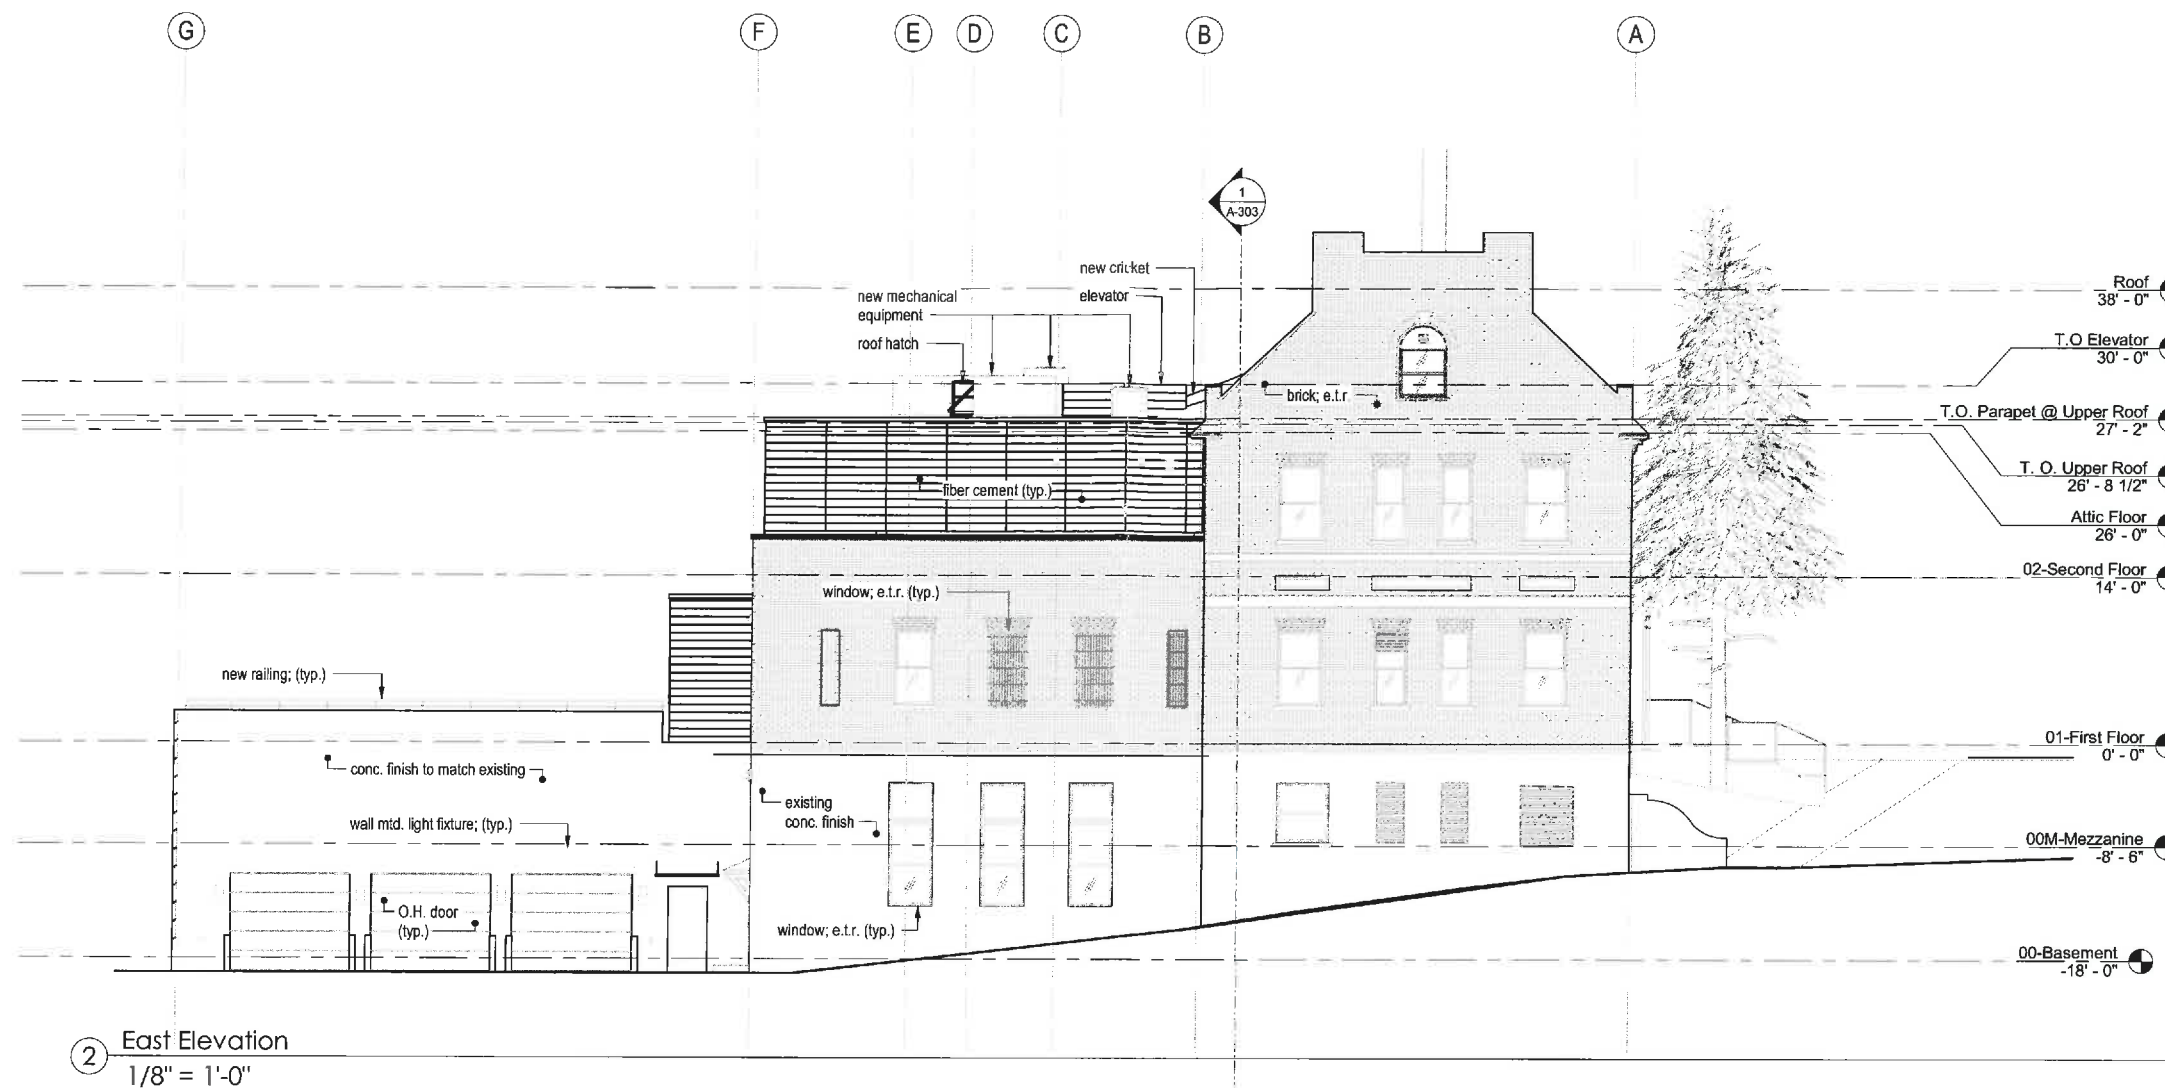 G
F
E
D
C
B
A
1
A-303
new cricket
elevator
new mechanical
equipment
roof hatch
brick; e.t.r
fiber cement (typ.)
window; e.t.r. (typ.)
new railing; (typ.)
conc. finish to match existing
existing
conc. finish
wall mtd. light fixture; (typ.)
O.H. door
(typ.)
window; e.t.r. (typ.)
Roof
38' - 0"
T.O Elevator
30' - 0"
T.O. Parapet @ Upper Roof
27' - 2"
T. O. Upper Roof
26' - 8 1/2"
Attic Floor
26' - 0"
02-Second Floor
14' - 0"
01-First Floor
0' - 0"
00M-Mezzanine
-8' - 6"
00-Basement
-18' - 0"
2
East Elevation
1/8" = 1'-0"